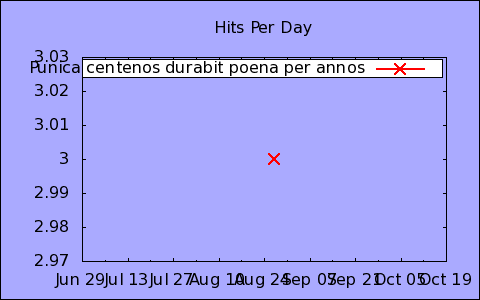 Hits Per Day
3.03
Punica centenos durabit poena per annos
3.02
3.01
3
2.99
2.98
2.97
Jun 29 Jul 13 Jul 27 Aug 10 Aug 24 Sep 07 Sep 21 Oct 05 Oct 19